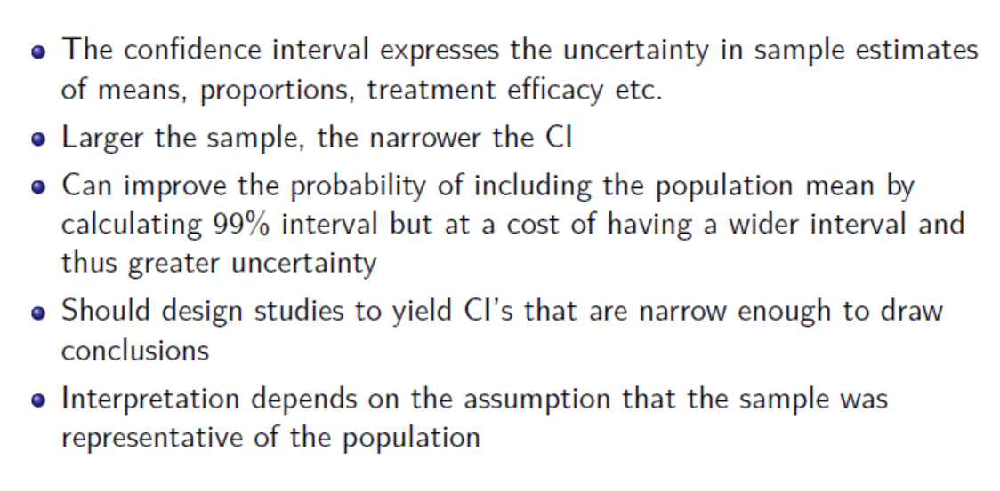 The confidence interval expresses the uncertainty in sample estimates
of means, proportions, treatment efficacy etc.
Larger the sample, the narrower the CI
Can improve the probability of including the population mean by
calculating 99% interval but at a cost of having a wider interval and
thus greater uncertainty
Should design studies to yield CI's that are narrow enough to draw
conclusions
Interpretation depends on the assumption that the sample was
representative of the population